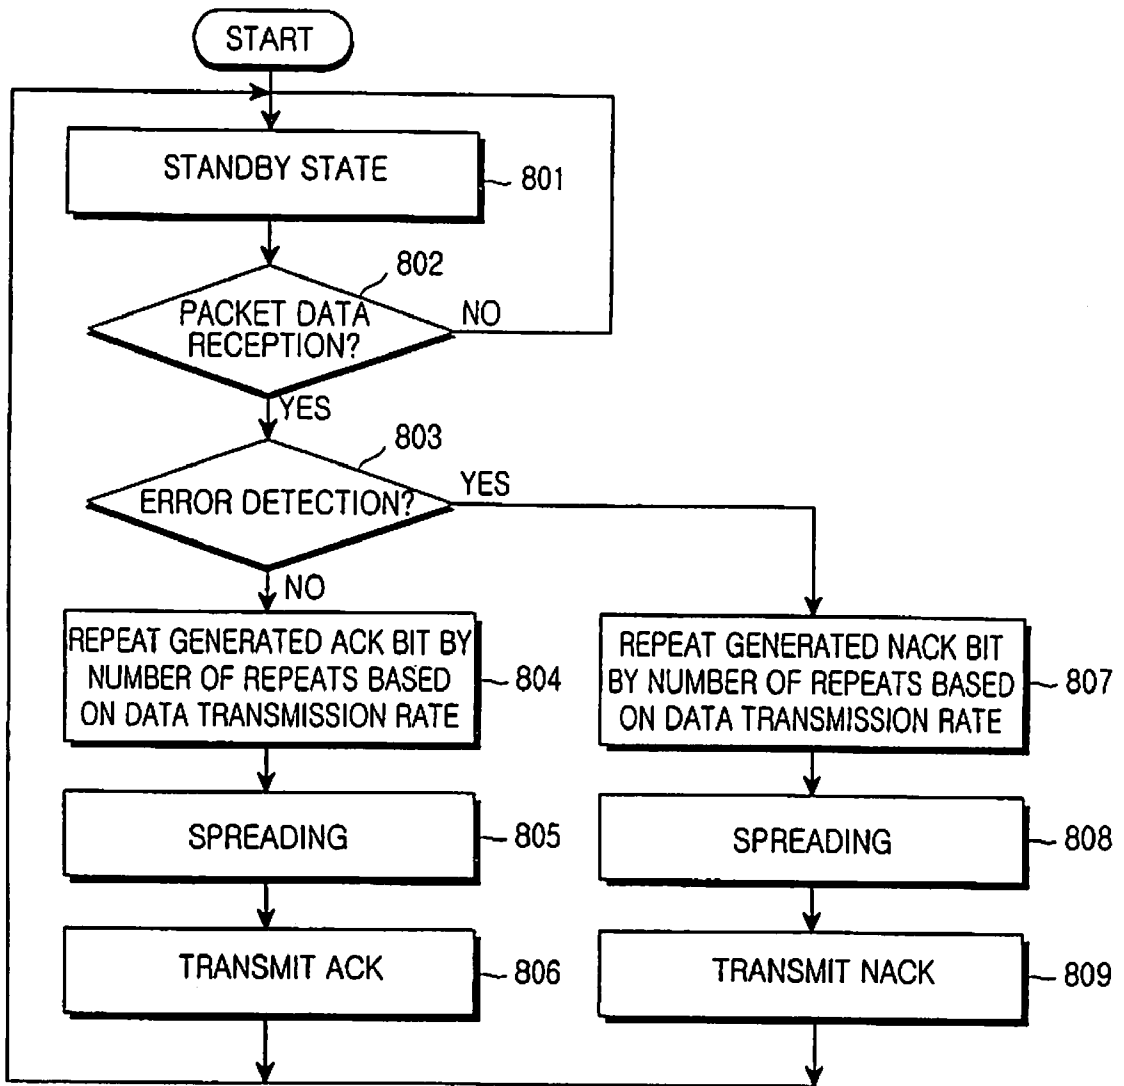 START
STANDBY STATE
801
802
PACKET DATA
RECEPTION?
NO
YES
803
ERROR DETECTION?
YES
NO
REPEAT GENERATED ACK BIT BY
NUMBER OF REPEATS BASED
ON DATA TRANSMISSION RATE
804
REPEAT GENERATED NACK BIT
BY NUMBER OF REPEATS BASED
ON DATA TRANSMISSION RATE
807
SPREADING
805
SPREADING
808
TRANSMIT ACK
806
TRANSMIT NACK
809